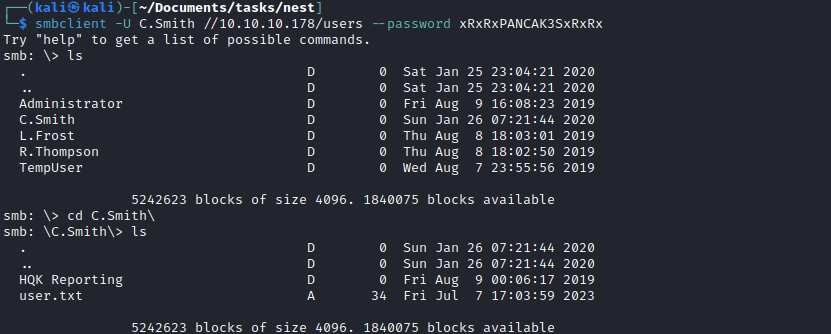 ┌──(kali㉿kali)-[~/Documents/tasks/nest]
└─$ smbclient -U C.Smith //10.10.10.178/users --password xRxRxPANCAK3SxRxRx
Try "help" to get a list of possible commands.
smb: \> ls
  .                                   D        0  Sat Jan 25 23:04:21 2020
  ..                                  D        0  Sat Jan 25 23:04:21 2020
  Administrator                       D        0  Fri Aug  9 16:08:23 2019
  C.Smith                             D        0  Sun Jan 26 07:21:44 2020
  L.Frost                             D        0  Thu Aug  8 18:03:01 2019
  R.Thompson                          D        0  Thu Aug  8 18:02:50 2019
  TempUser                            D        0  Wed Aug  7 23:55:56 2019

                5242623 blocks of size 4096. 1840075 blocks available
smb: \> cd C.Smith\
smb: \C.Smith\> ls
  .                                   D        0  Sun Jan 26 07:21:44 2020
  ..                                  D        0  Sun Jan 26 07:21:44 2020
  HQK Reporting                       D        0  Fri Aug  9 00:06:17 2019
  user.txt                            A       34  Fri Jul  7 17:03:59 2023

                5242623 blocks of size 4096. 1840075 blocks available